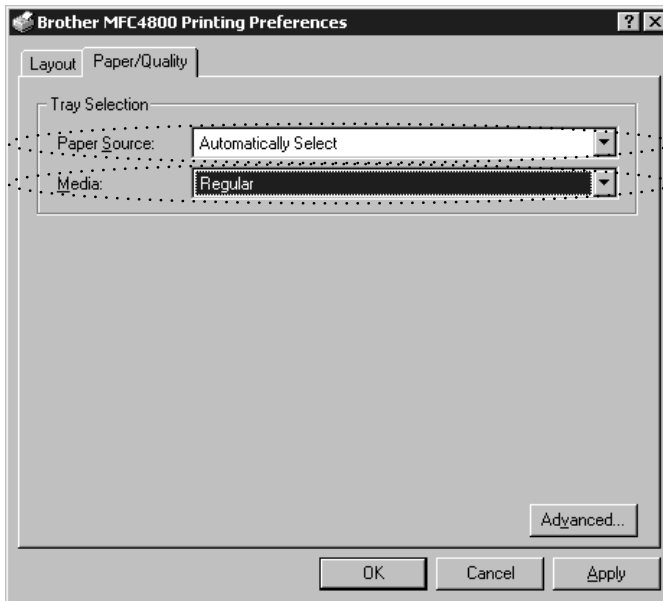 Brother MFC4800 Printing Preferences
Layout Paper/Quality
Tray Selection
Paper Source: Automatically Select
Media: Regular
Advanced...
OK Cancel Apply